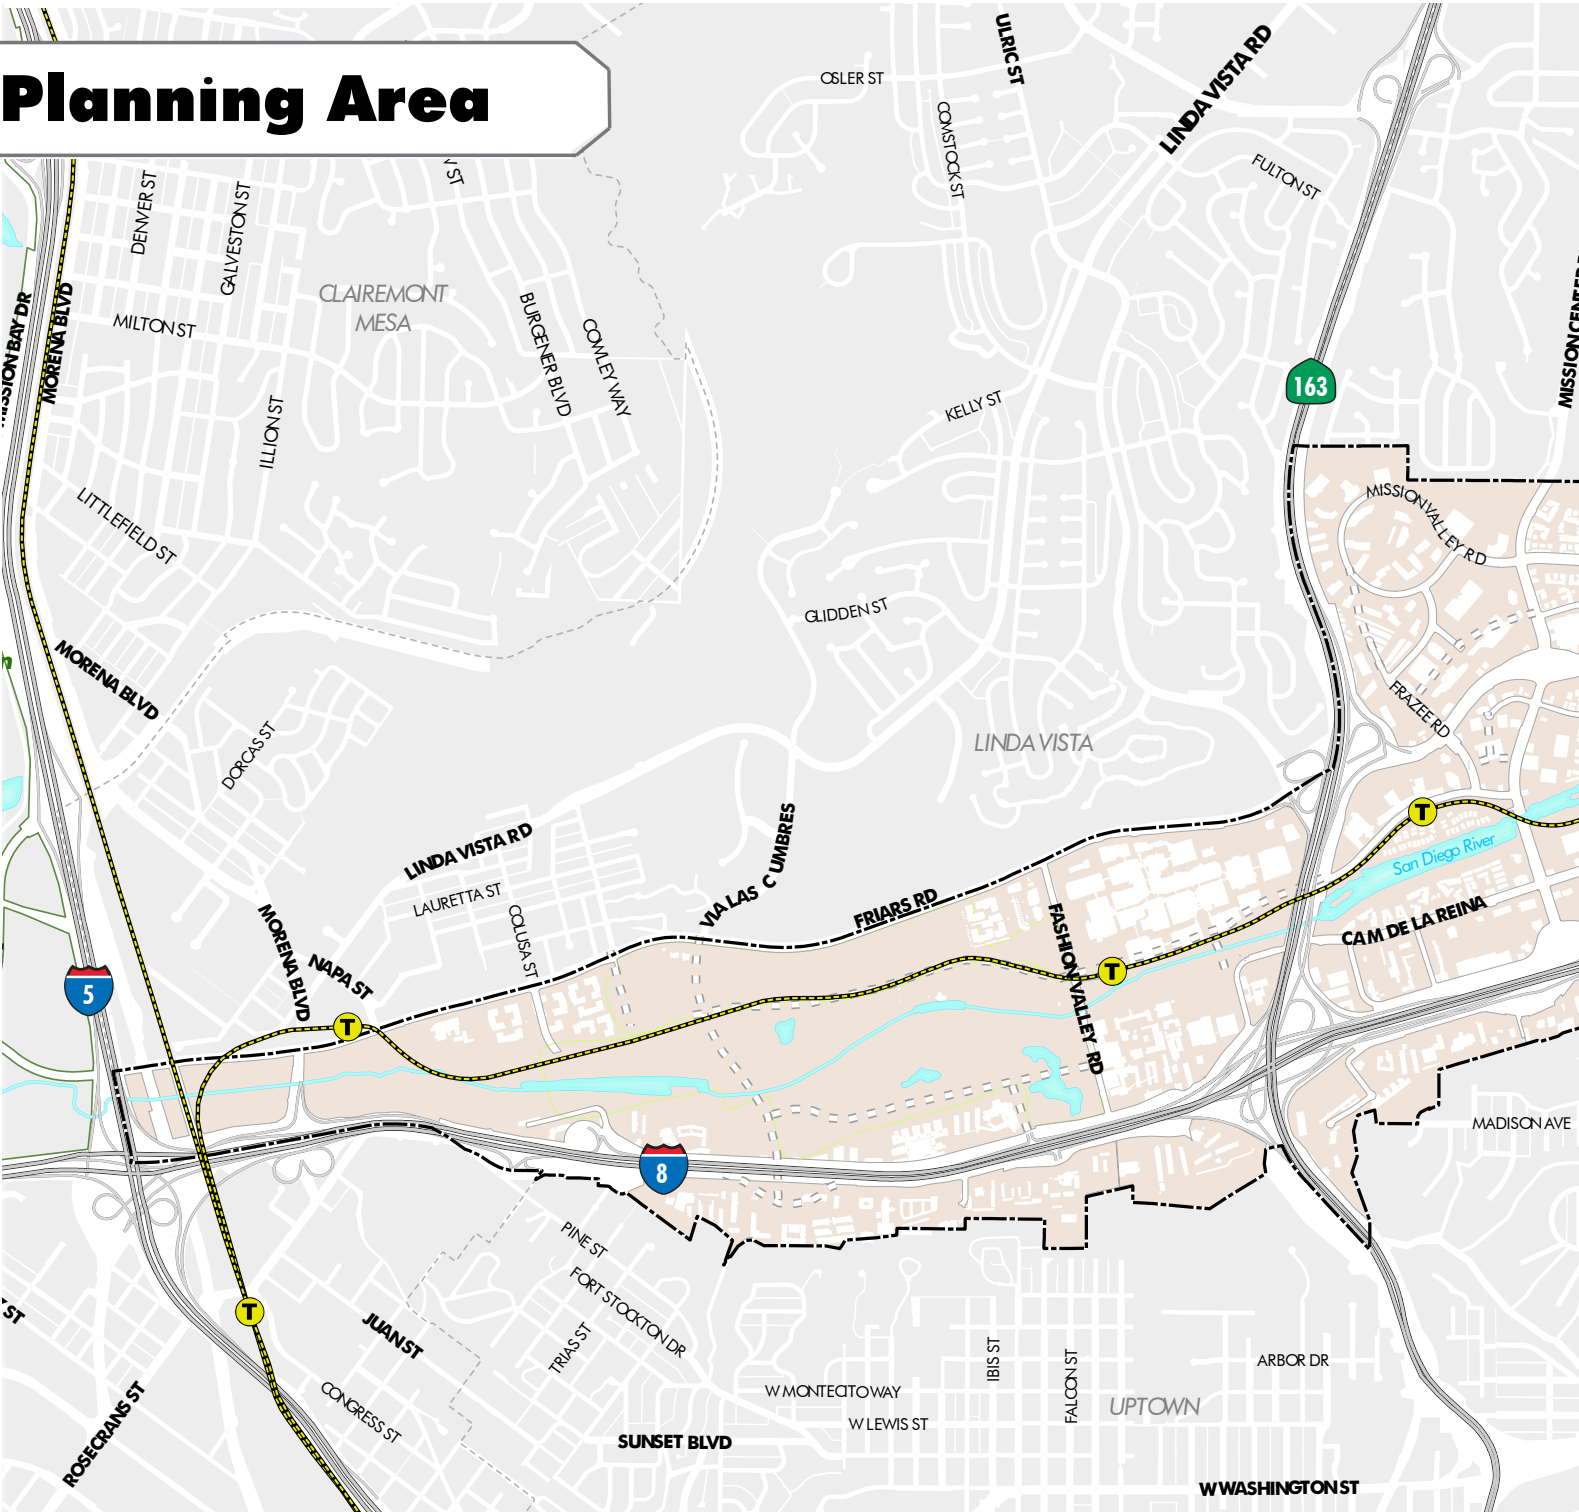 Planning Area
ULRIC ST
LINDA VISTA RD
OSLER ST
COMSTOCK ST
FULTON ST
DENVER ST
GALVESTON ST
CLAIREMONT
MESA
MILTON ST
MORENA BLVD
BURGENER BLVD
COWLEY WAY
ILLION ST
KELLY ST
163
LITTLEFIELD ST
MISSION VALLEY RD
GLIDDEN ST
MORENA BLVD
FRAZEE RD
DORCAS ST
LINDA VISTA
T
San Diego River
LINDA VISTA RD
LAURETTA ST
COLUSA ST
VIA LAS CUMBRES
FRIARS RD
FASHION VALLEY RD
CAM DE LA REINA
MORENA BLVD
NAPA ST
T
5
T
8
MADISON AVE
PINE ST
FORT STOCKTON DR
TRIAS ST
T
JUAN ST
CONGRESS ST
ROSECRANS ST
IBIS ST
FALCON ST
ARBOR DR
W MONTECITO WAY
W LEWIS ST
UPTOWN
SUNSET BLVD
W WASHINGTON ST